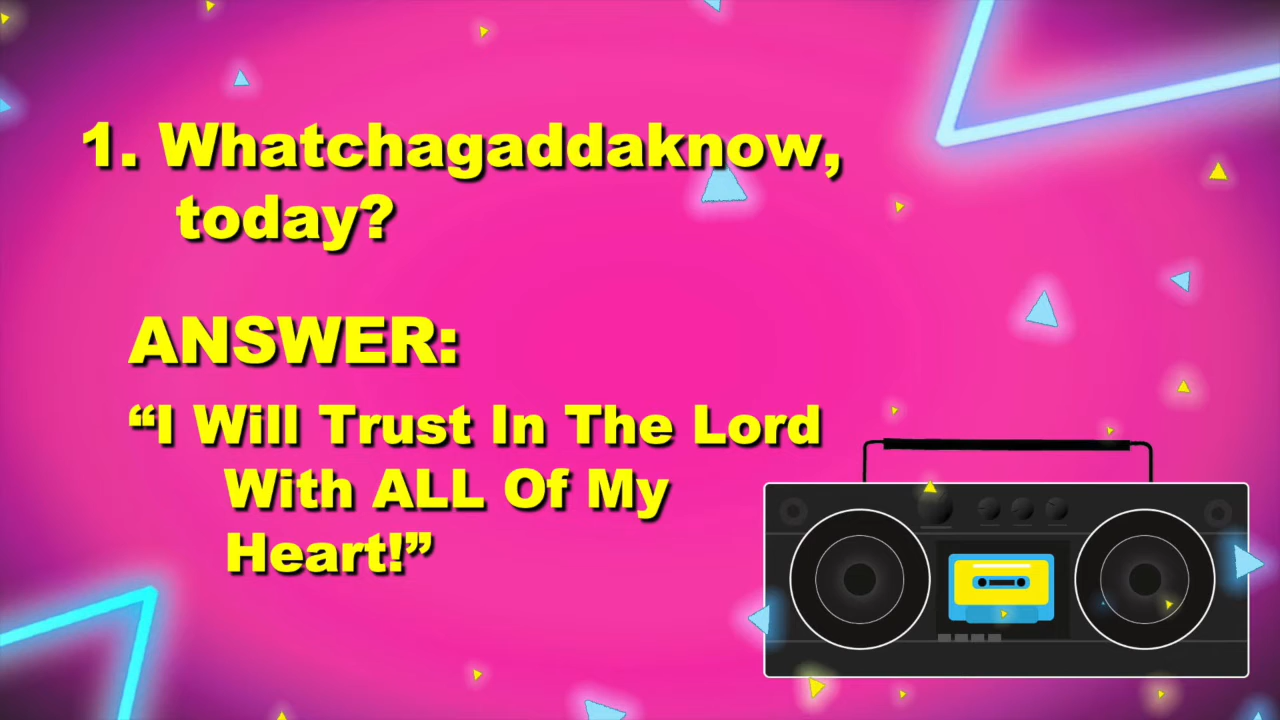 1. Whatchagaddaknow,
today?
ANSWER:
“I Will Trust In The Lord
With ALL Of My
Heart!”